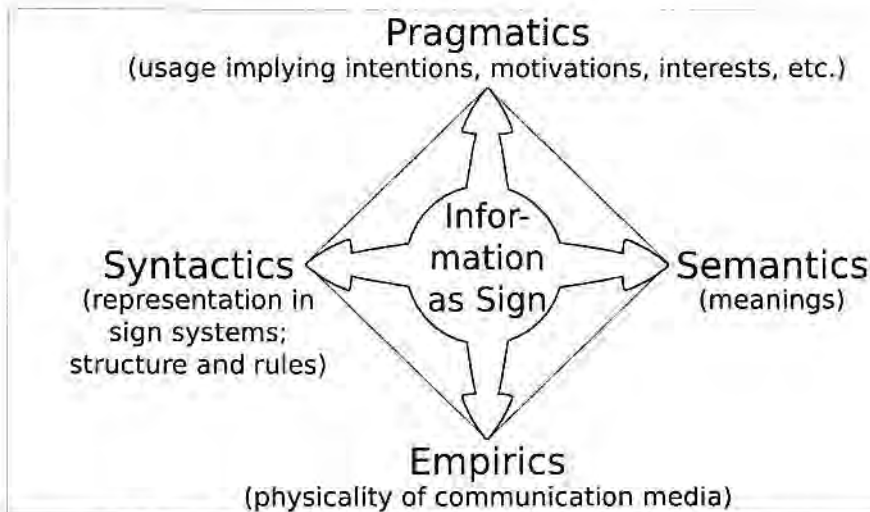 Pragmatics
(usage implying intentions, motivations, interests, etc.)
Infor-
mation
as Sign
Syntactics
(representation in
sign systems;
structure and rules)
Semantics
(meanings)
Empirics
(physicality of communication media)